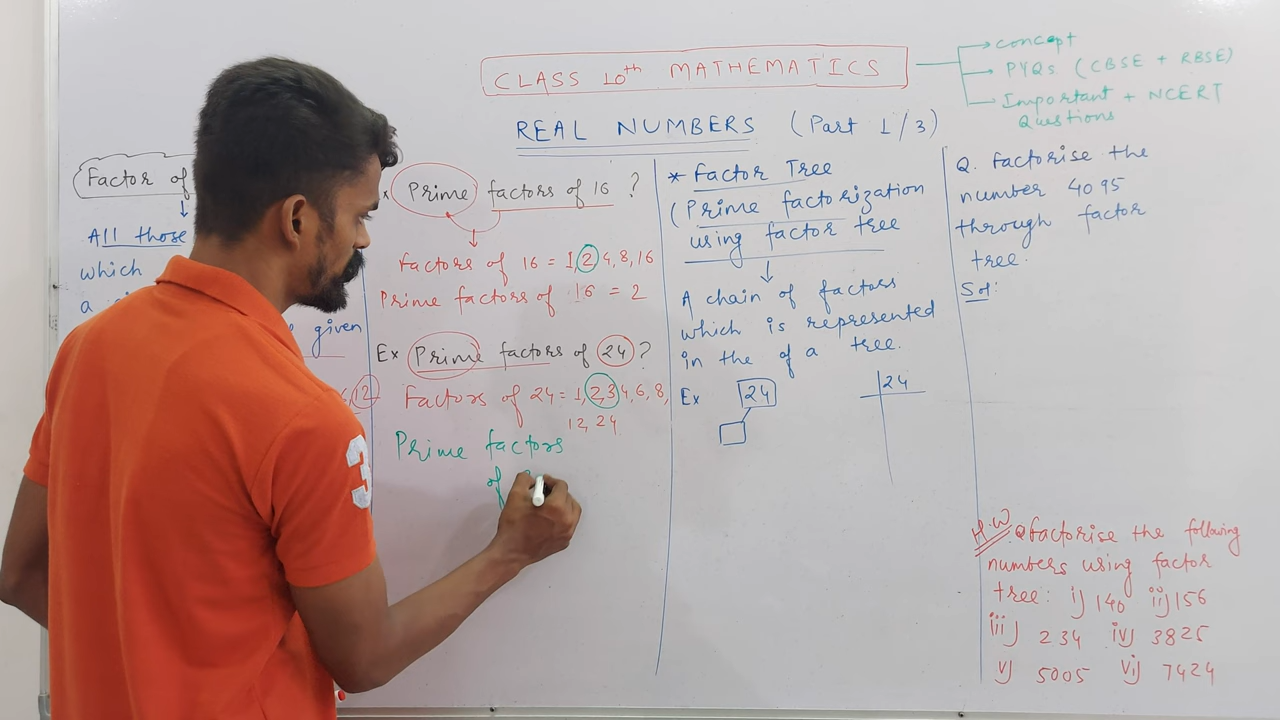 CLASS 10th MATHEMATICS
concept
PYQs (CBSE + RBSE)
Important + NCERT
Questions
REAL NUMBERS (Part 1/3)
Factor of
All those
which
a
given
12
Ex Prime factors of 16 ?
Factors of 16 = 1, 2, 4, 8, 16
Prime factors of 16 = 2
Ex Prime factors of 24 ?
Factors of 24 = 1, 2, 3, 4, 6, 8,
12, 24
Prime factors
of
* Factor Tree
(Prime factorization
using factor tree
A chain of factors
which is represented
in the of a tree.
Ex 24
24
Q. Factorise the
number 4095
through factor
tree.
Sol:
H.W Q factorise the following
numbers using factor
tree: i) 140 ii) 156
iii) 234 iv) 3825
v) 5005 vi) 7424
3